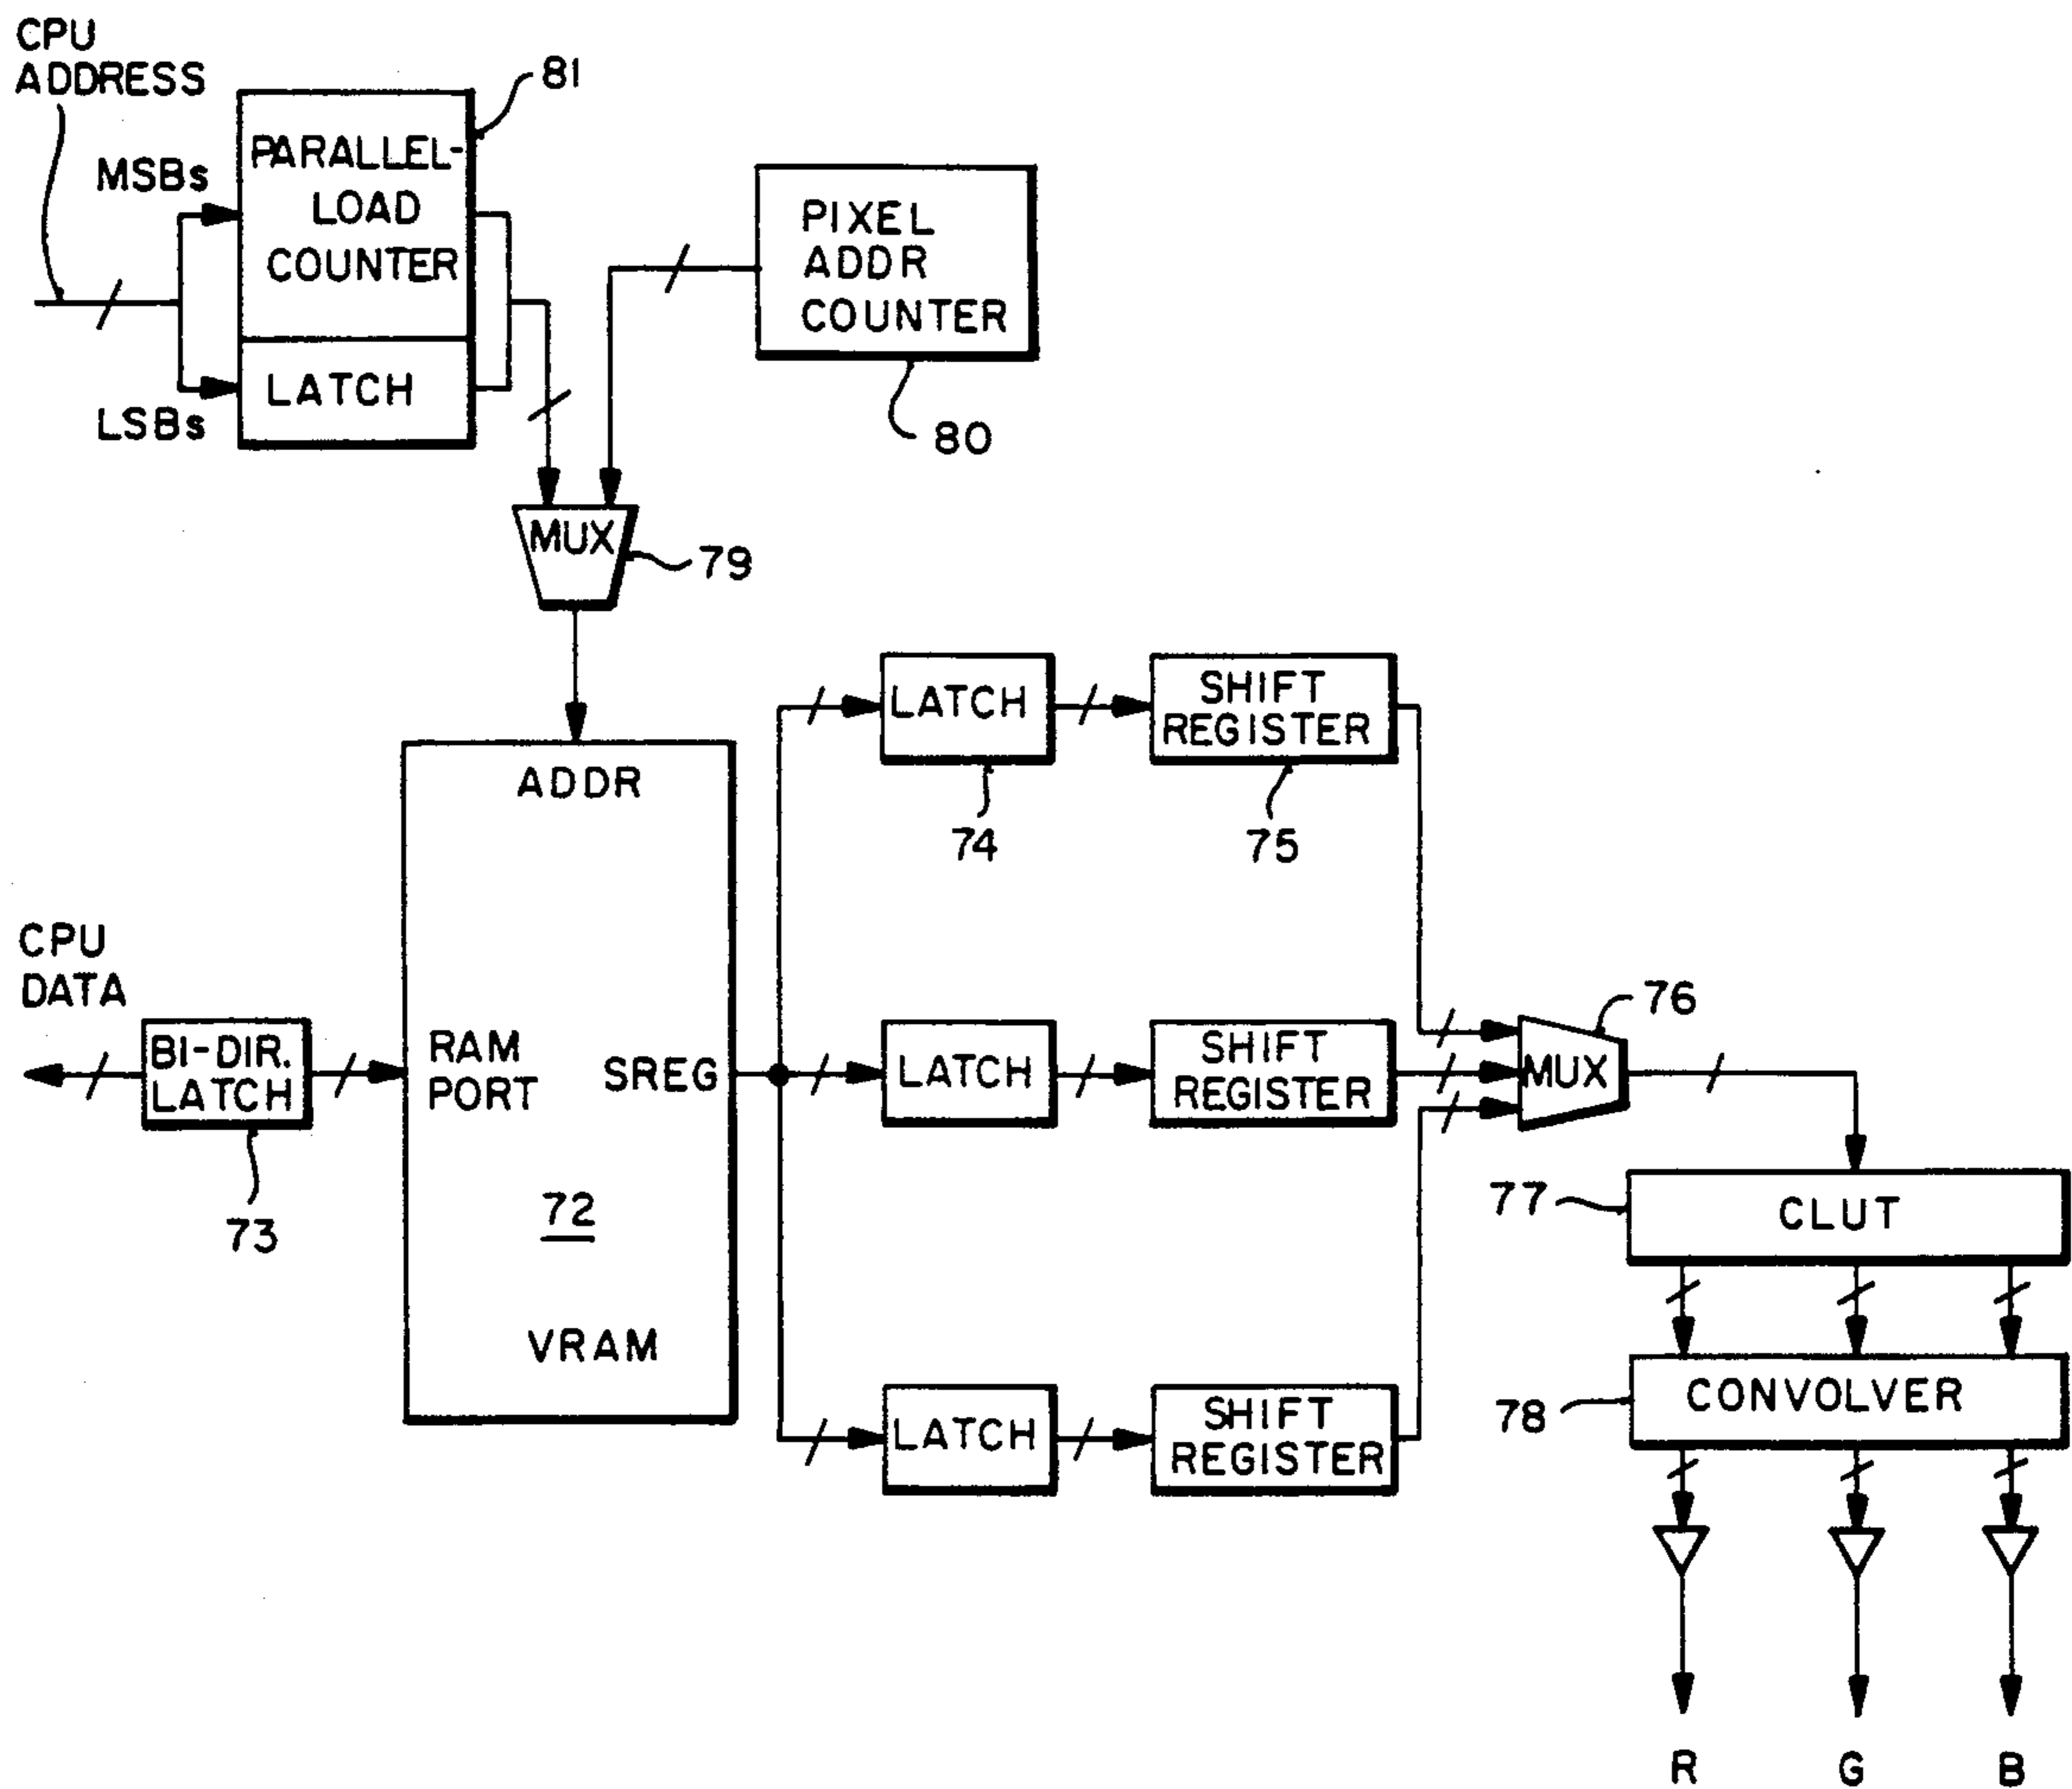 CPU
ADDRESS
81
MSBs
PARALLEL-
LOAD
COUNTER
LATCH
LSBs
PIXEL
ADDR
COUNTER
80
MUX
79
ADDR
RAM
PORT
SREG
72
VRAM
CPU
DATA
BI-DIR.
LATCH
73
LATCH
74
SHIFT
REGISTER
75
LATCH
SHIFT
REGISTER
LATCH
SHIFT
REGISTER
76
MUX
77
CLUT
78
CONVOLVER
R G B